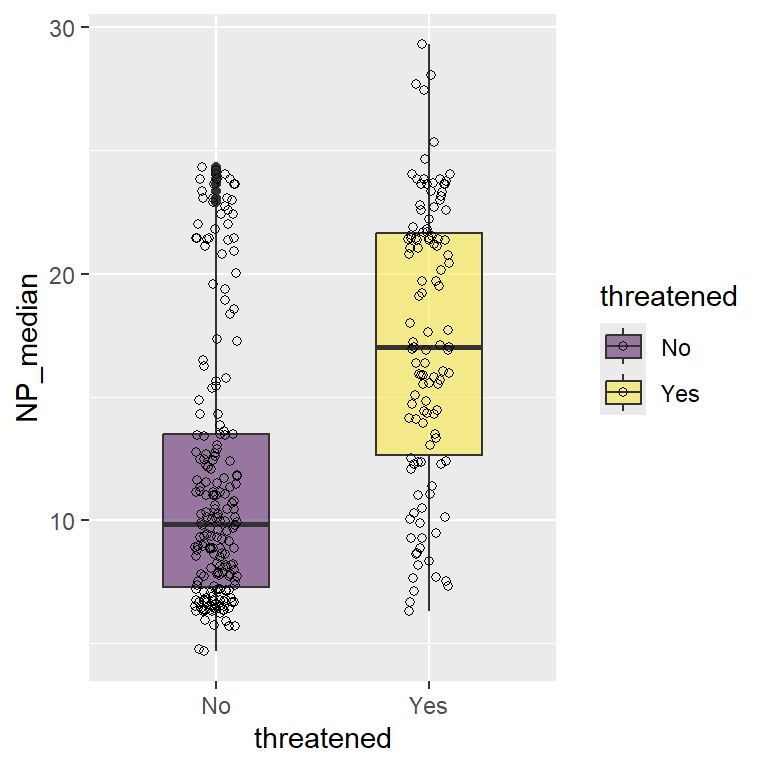 30
20
10
NP_median
No
Yes
threatened
threatened
No
Yes